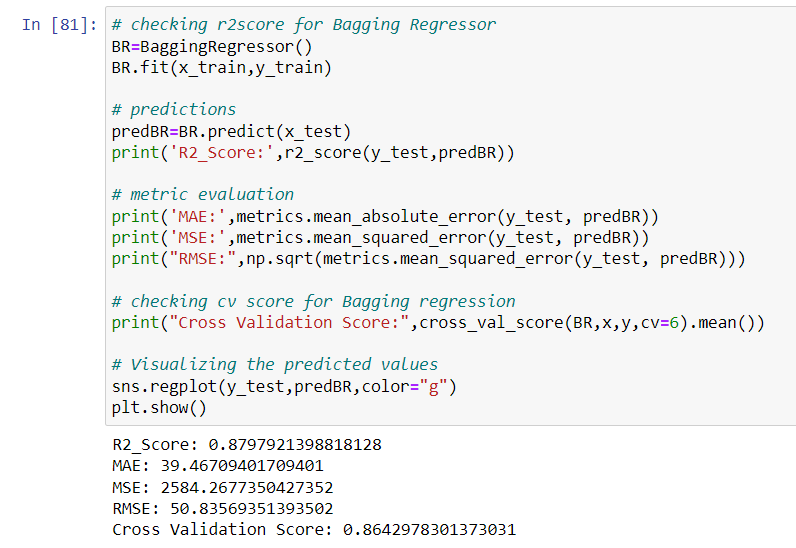 In [81]: # checking r2score for Bagging Regressor
BR=BaggingRegressor()
BR.fit(x_train,y_train)
# predictions
predBR=BR.predict(x_test)
print('R2_Score:',r2_score(y_test,predBR))
# metric evaluation
print('MAE:',metrics.mean_absolute_error(y_test, predBR))
print('MSE:',metrics.mean_squared_error(y_test, predBR))
print("RMSE:",np.sqrt(metrics.mean_squared_error(y_test, predBR)))
# checking cv score for Bagging regression
print("Cross Validation Score:",cross_val_score(BR,x,y,cv=6).mean())
# Visualizing the predicted values
sns.regplot(y_test,predBR,color="g")
plt.show()
R2_Score: 0.8797921398818128
MAE: 39.46709401709401
MSE: 2584.2677350427352
RMSE: 50.83569351393502
Cross Validation Score: 0.8642978301373031